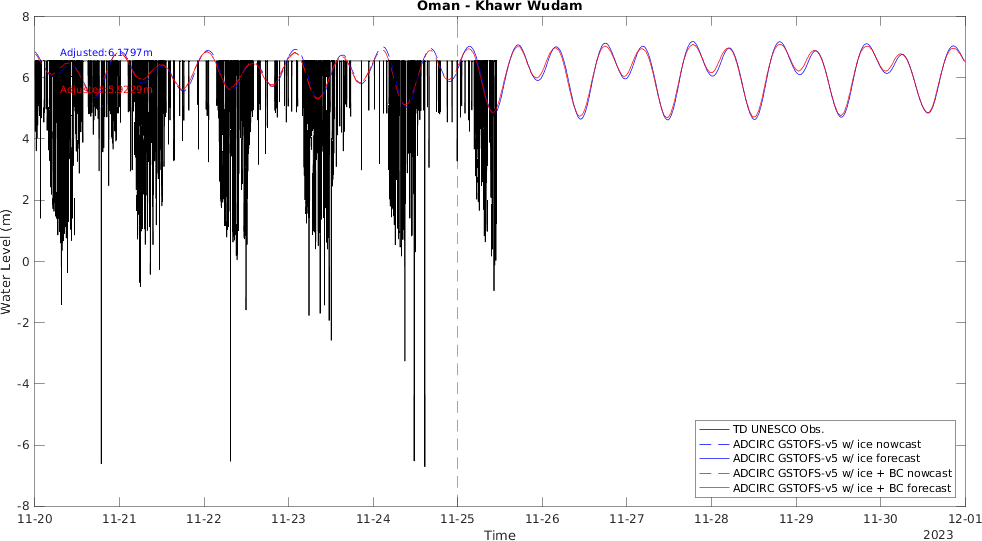 Oman - Khawr Wudam
Adjusted:6.1797m
Water Level (m)
8
6
4
2
0
-2
-4
-6
-8
TD UNESCO Obs.
ADCIRC GSTOFS-v5 w/ ice nowcast
ADCIRC GSTOFS-v5 w/ ice forecast
ADCIRC GSTOFS-v5 w/ ice + BC nowcast
ADCIRC GSTOFS-v5 w/ ice + BC forecast
11-20 11-21 11-22 11-23 11-24 11-25 11-26 11-27 11-28 11-29 11-30 12-01
Time
2023